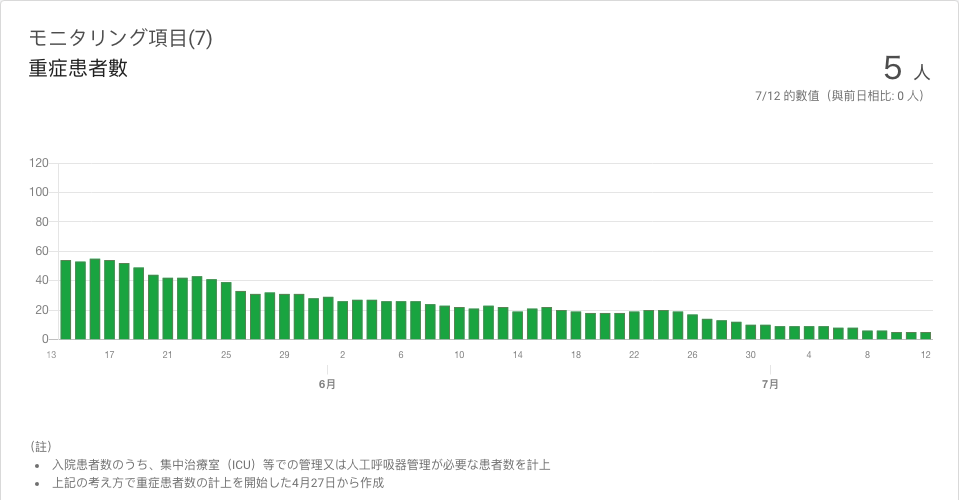 モニタリング項目(7)
重症患者數
5 人
7/12 的數值（與前日相比: 0 人）
120
100
80
60
40
20
0
13 17 21 25 29 2 6 10 14 18 22 26 30 4 8 12
6月 7月
（註）
• 入院患者数のうち、集中治療室（ICU）等での管理又は人工呼吸器管理が必要な患者数を計上
• 上記の考え方で重症患者数の計上を開始した4月27日から作成